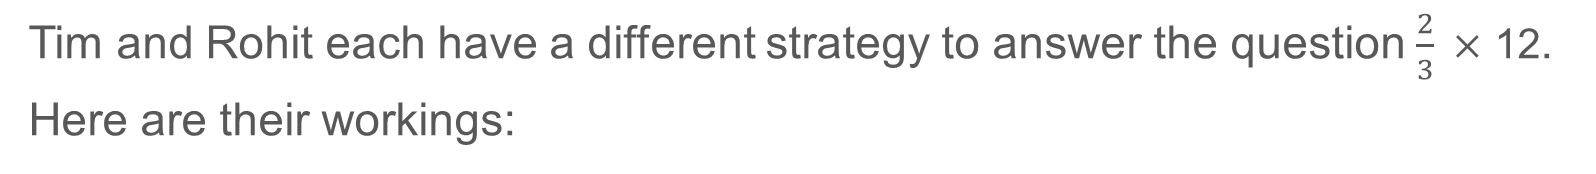 Tim and Rohit each have a different strategy to answer the question 2/3 × 12.
Here are their workings: